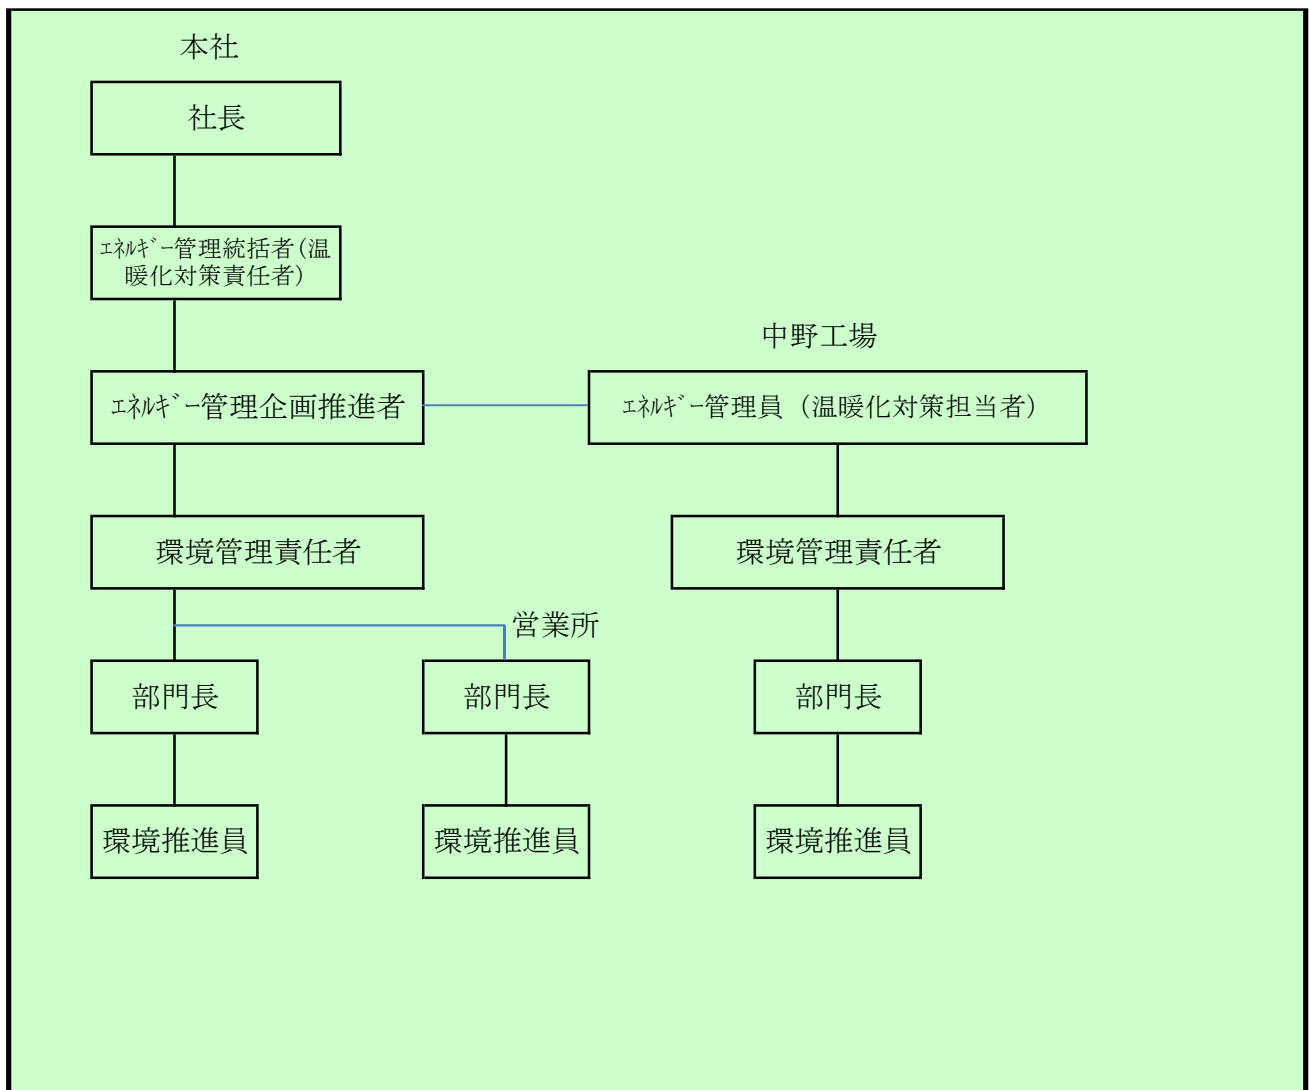 本社
社長
ｴﾈﾙｷﾞｰ管理統括者(温
暖化対策責任者)
中野工場
ｴﾈﾙｷﾞｰ管理企画推進者
ｴﾈﾙｷﾞｰ管理員（温暖化対策担当者）
環境管理責任者
環境管理責任者
営業所
部門長
部門長
部門長
環境推進員
環境推進員
環境推進員